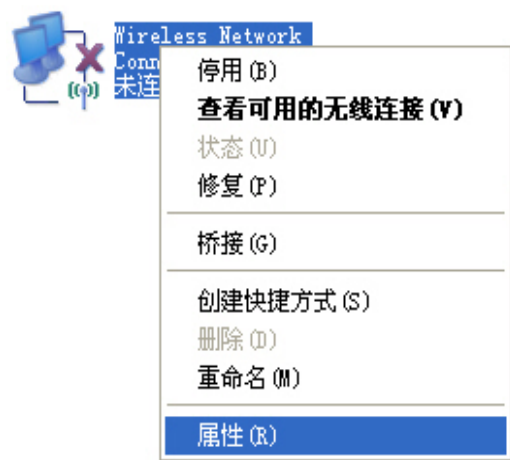 Wireless Network
Conn
未连
停用(B)
查看可用的无线连接(V)
状态(U)
修复(P)
桥接(G)
创建快捷方式(S)
删除(D)
重命名(M)
属性(R)